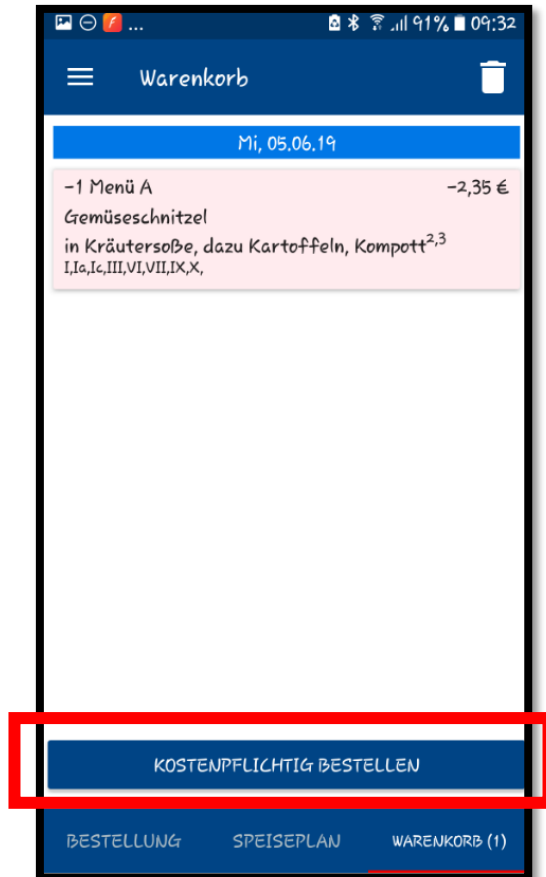 ... 91% 09:32
Warenkorb
Mi, 05.06.19
-1 Menü A -2,35 €
Gemüseschnitzel
in Kräutersoße, dazu Kartoffeln, Kompott2,3
I,Ia,Ic,III,VI,VII,IX,X,
KOSTENPFLICHTIG BESTELLEN
BESTELLUNG SPEISEPLAN WARENKORB (1)